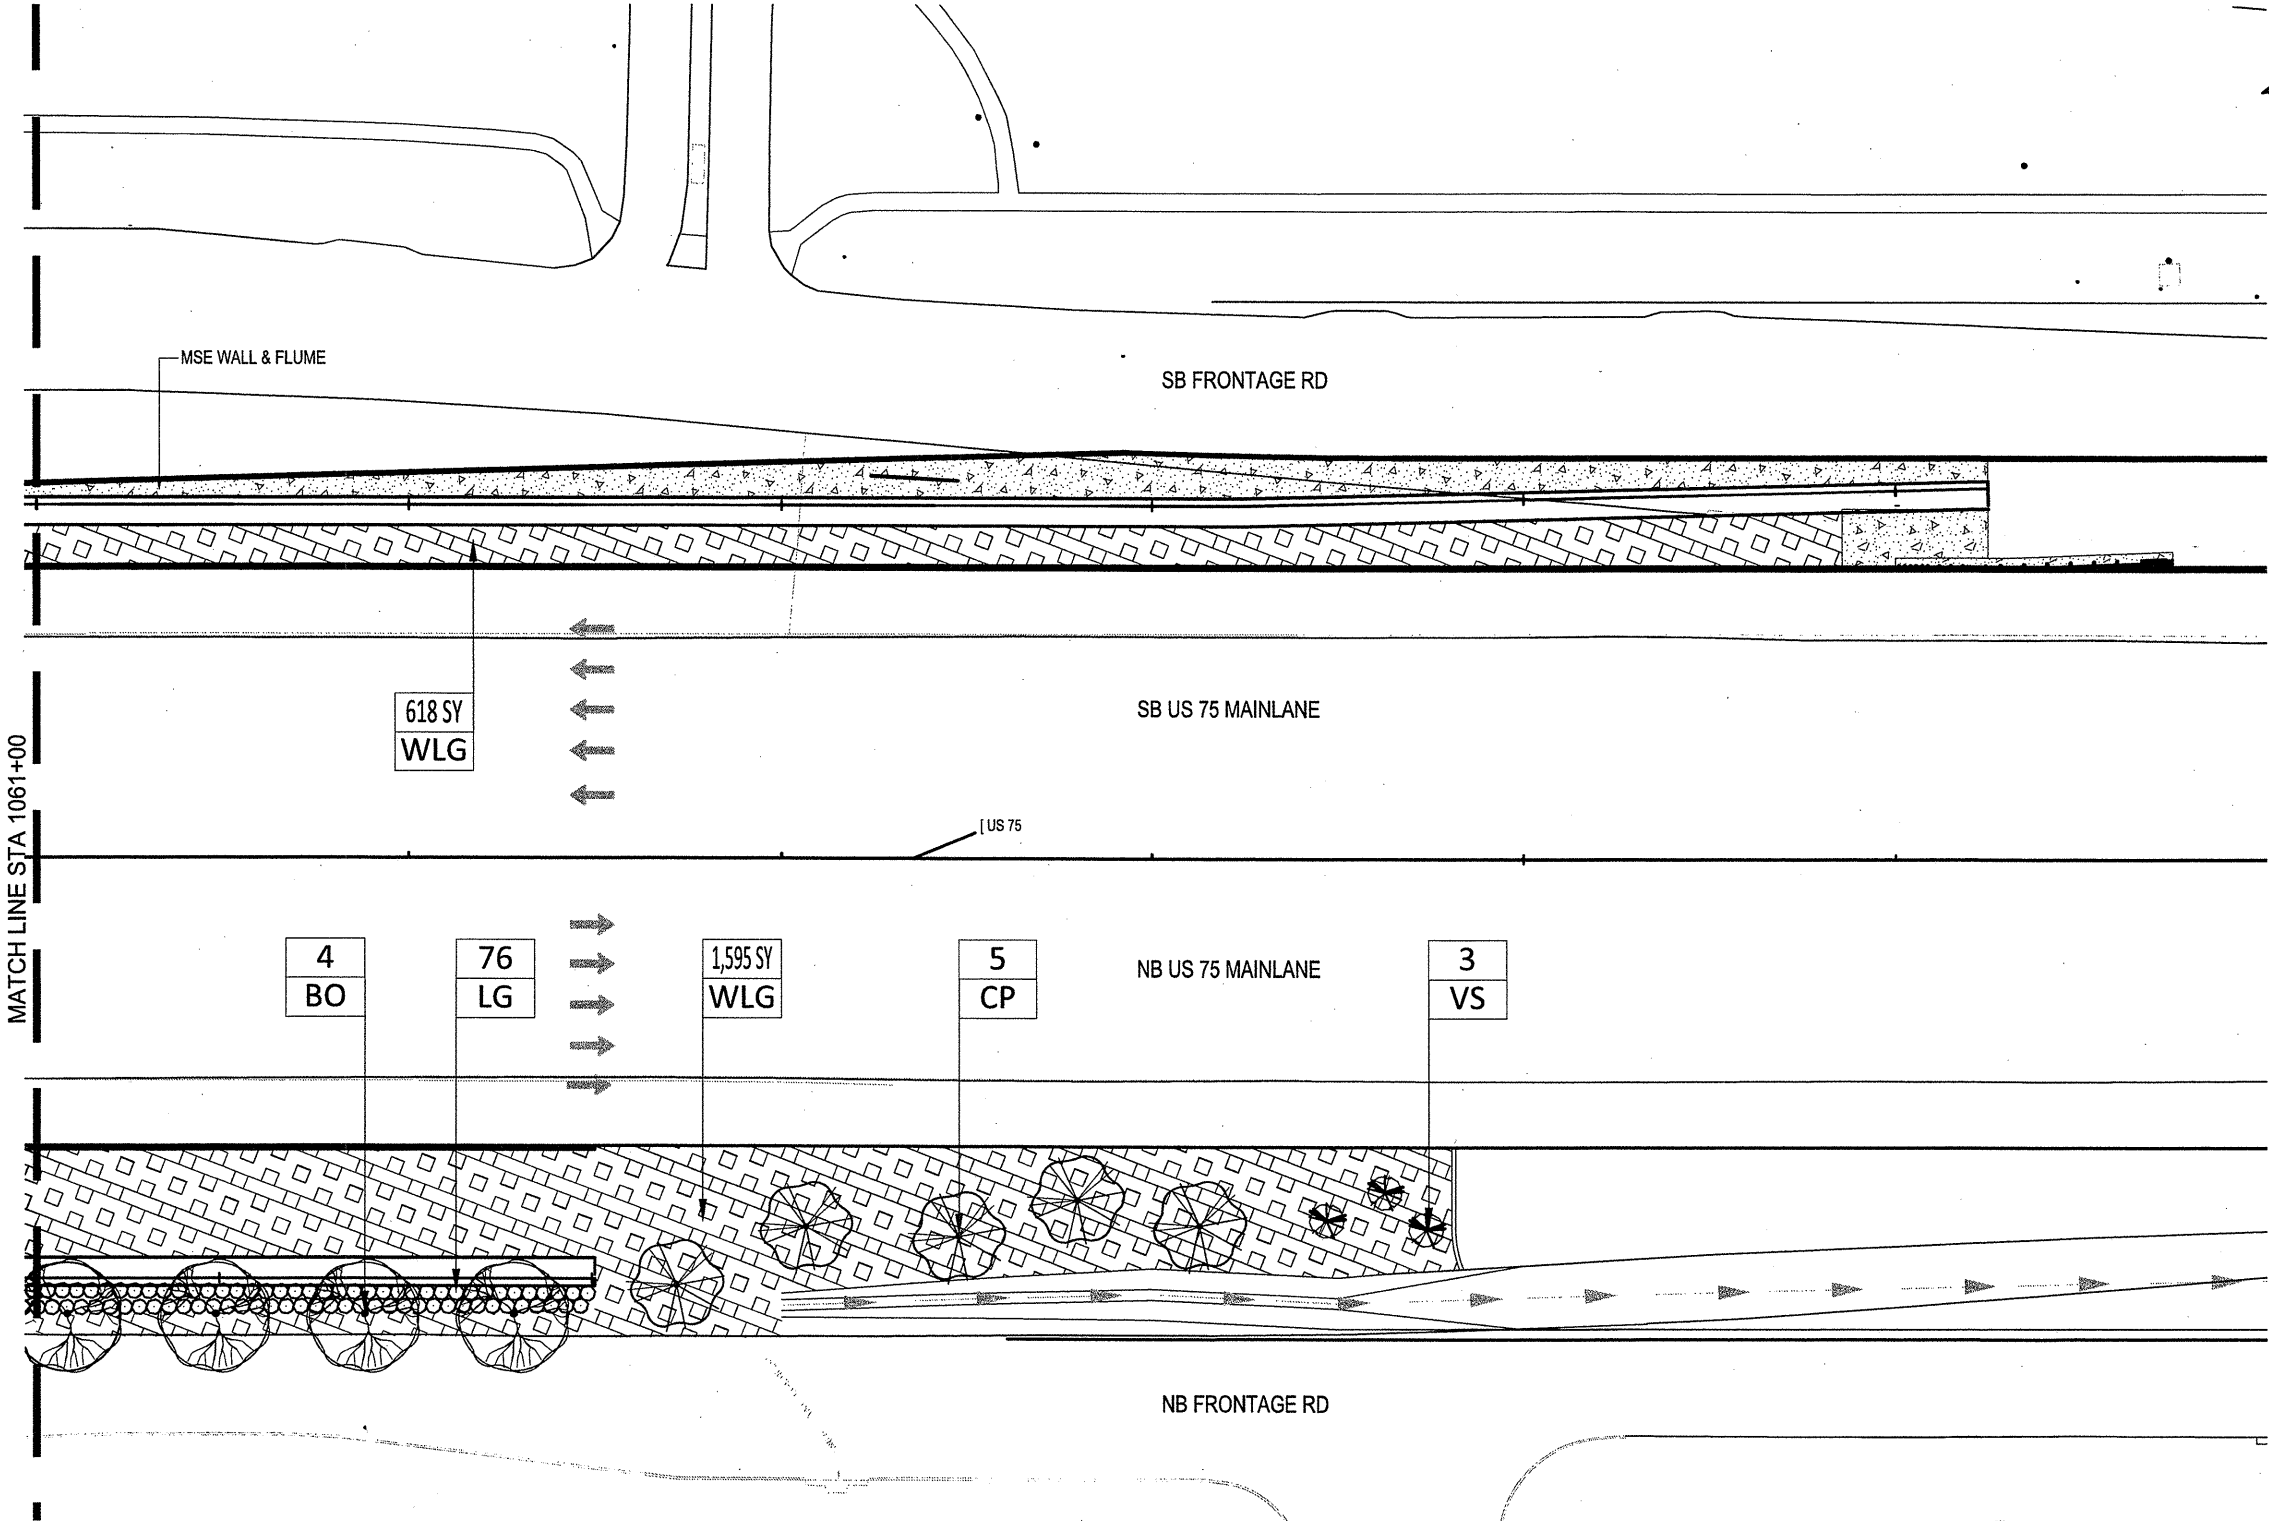 MSE WALL & FLUME
SB FRONTAGE RD
618 SY
WLG
SB US 75 MAINLANE
MATCH LINE STA 1061+00
[ US 75
4
BO
76
LG
1,595 SY
WLG
5
CP
NB US 75 MAINLANE
3
VS
NB FRONTAGE RD